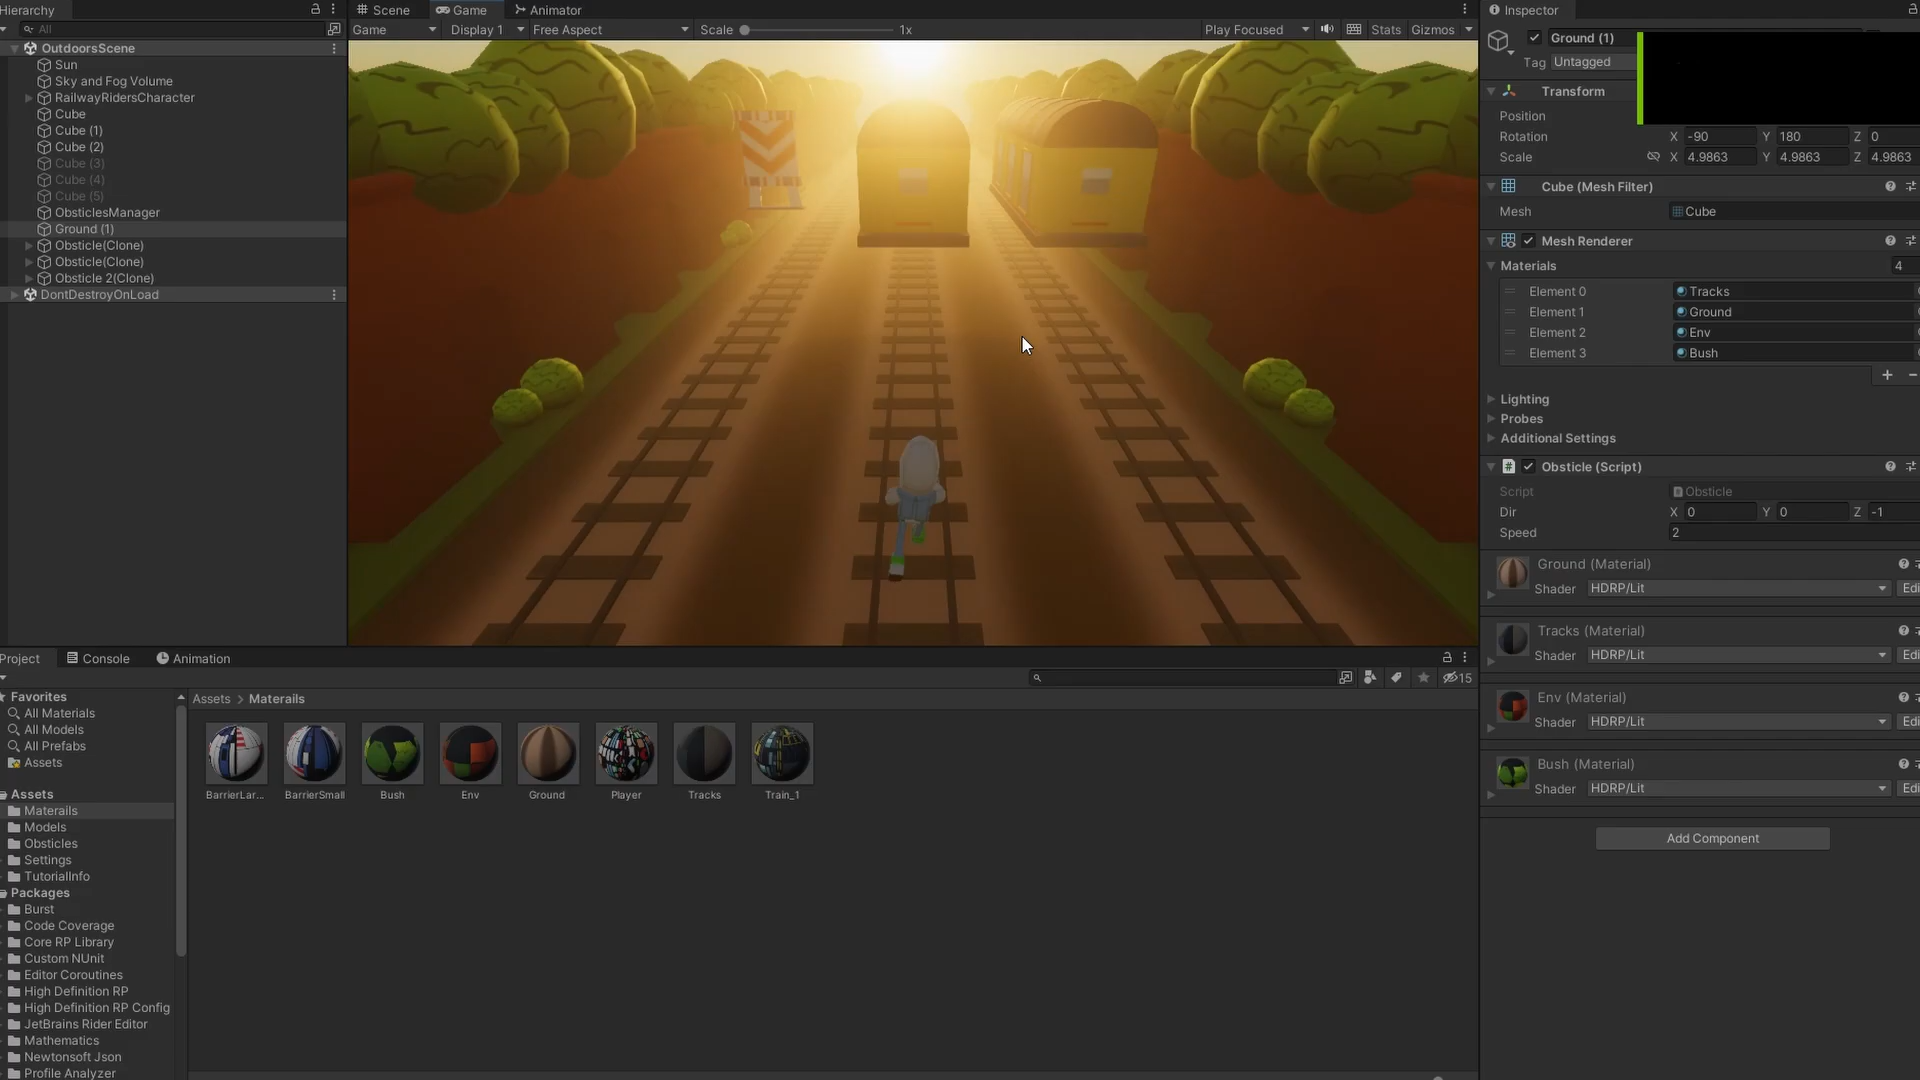 Hierarchy
All
OutdoorsScene
Sun
Sky and Fog Volume
RailwayRidersCharacter
Cube
Cube (1)
Cube (2)
Cube (3)
Cube (4)
Cube (5)
ObsticlesManager
Ground (1)
Obsticle(Clone)
Obsticle(Clone)
Obsticle 2(Clone)
DontDestroyOnLoad
Scene Game Animator
Game Display 1 Free Aspect Scale 1x Play Focused Stats Gizmos
Inspector
Ground (1)
Tag Untagged
Transform
Position
Rotation X -90 Y 180 Z 0
Scale X 4.9863 Y 4.9863 Z 4.9863
Cube (Mesh Filter)
Mesh Cube
Mesh Renderer
Materials 4
Element 0 Tracks
Element 1 Ground
Element 2 Env
Element 3 Bush
Lighting
Probes
Additional Settings
Obsticle (Script)
Script Obsticle
Dir X 0 Y 0 Z -1
Speed 2
Ground (Material)
Shader HDRP/Lit Edi
Tracks (Material)
Shader HDRP/Lit Edi
Env (Material)
Shader HDRP/Lit Edi
Bush (Material)
Shader HDRP/Lit Edi
Add Component
Project Console Animation
15
Favorites
All Materials
All Models
All Prefabs
Assets
Assets
Materails
Models
Obsticles
Settings
TutorialInfo
Packages
Burst
Code Coverage
Core RP Library
Custom NUnit
Editor Coroutines
High Definition RP
High Definition RP Config
JetBrains Rider Editor
Mathematics
Newtonsoft Json
Profile Analyzer
Assets > Materails
BarrierLar... BarrierSmall Bush Env Ground Player Tracks Train_1